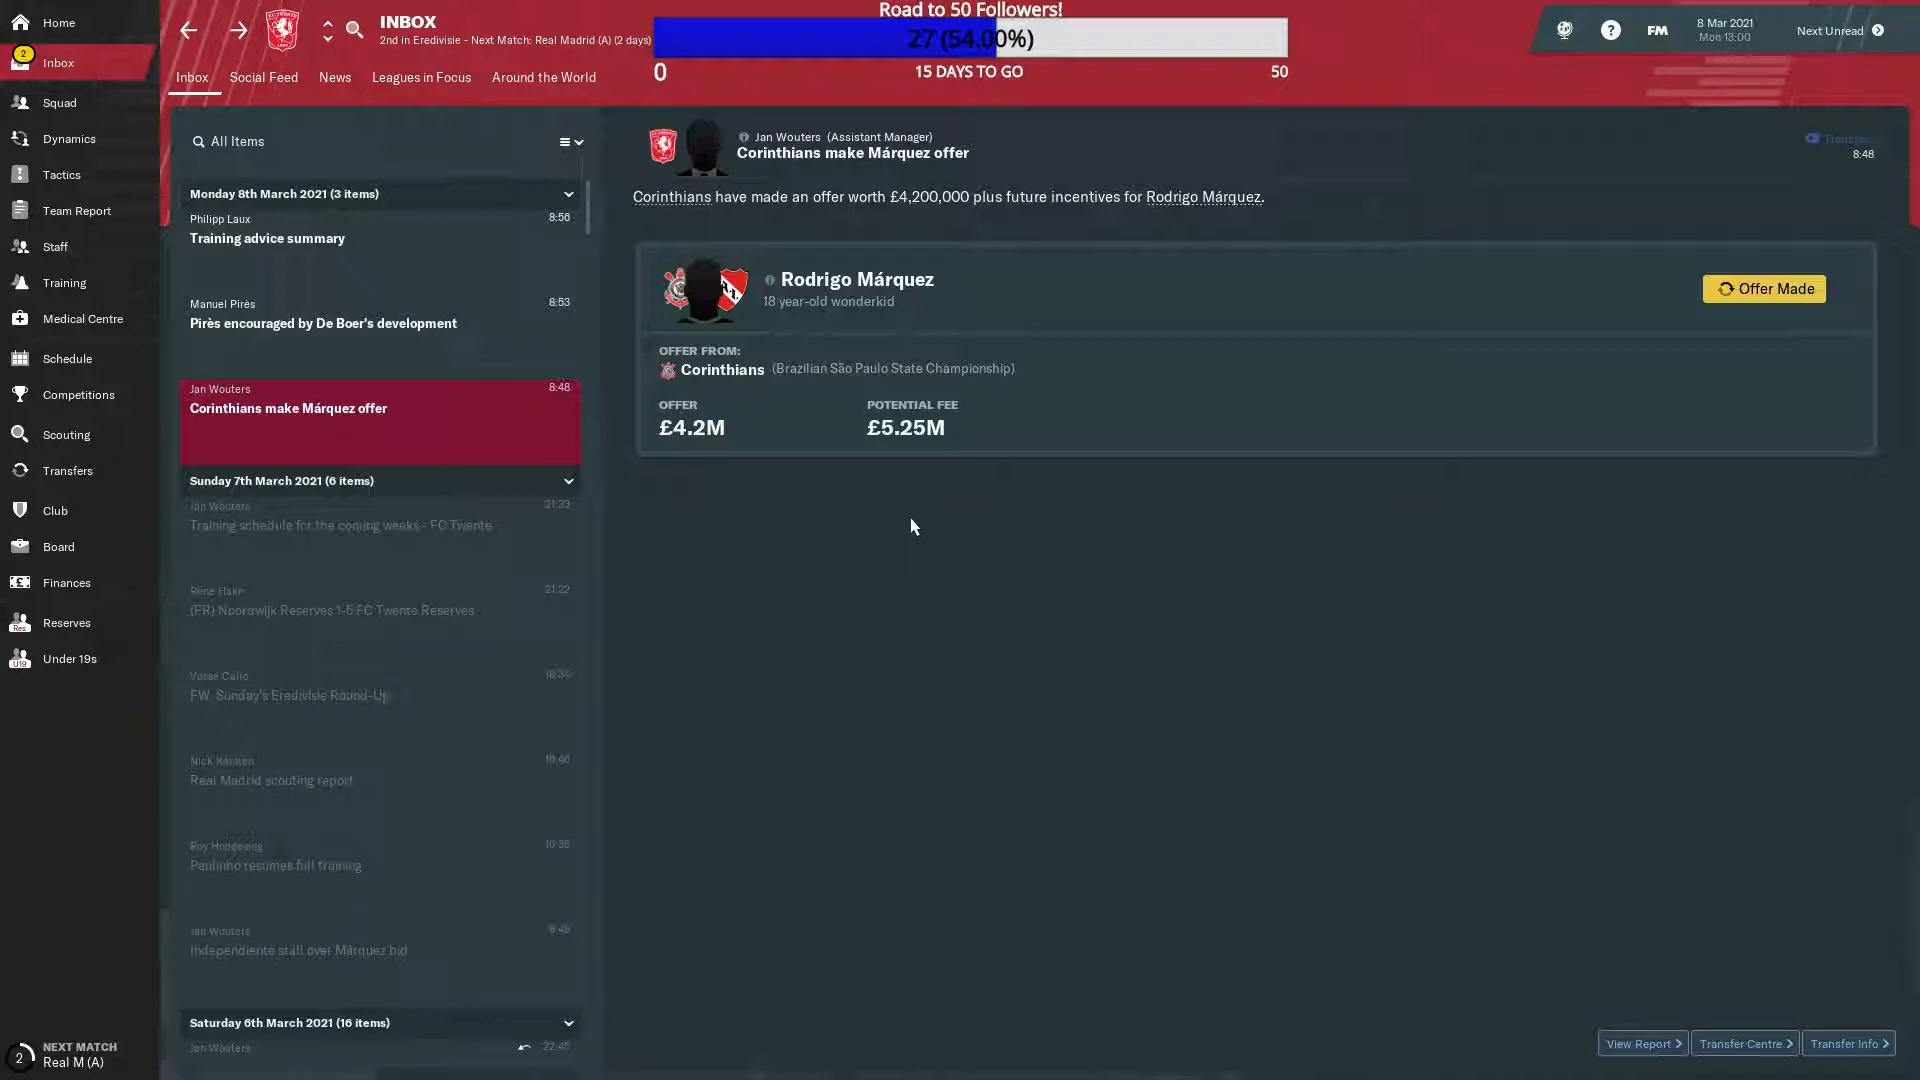 Home
2
Inbox
Squad
Dynamics
Tactics
Team Report
Staff
Training
Medical Centre
Schedule
Competitions
Scouting
Transfers
Club
Board
Finances
Reserves
Under 19s
2
NEXT MATCH
Real M (A)
INBOX
2nd in Eredivisie - Next Match: Real Madrid (A) (2 days)
Inbox Social Feed News Leagues in Focus Around the World
Road to 50 Followers!
27 (54.00%)
0 15 DAYS TO GO 50
FM
8 Mar 2021
Mon 13:00
Next Unread
All Items
Monday 8th March 2021 (3 items)
Philipp Laux 8:56
Training advice summary
Manuel Pirès 8:53
Pirès encouraged by De Boer's development
Jan Wouters 8:48
Corinthians make Márquez offer
Sunday 7th March 2021 (6 items)
Jan Wouters 21:33
Training schedule for the coming weeks - FC Twente
René Hake 21:22
(FR) Noordwijk Reserves 1-6 FC Twente Reserves
FW: Sunday's Eredivisie Round-Up
Real Madrid scouting report
Paulinho resumes full training
Jan Wouters
Independiente stall over Márquez bid
Saturday 6th March 2021 (16 items)
Jan Wouters 22:45
Jan Wouters (Assistant Manager)
Corinthians make Márquez offer
8:48
Corinthians have made an offer worth £4,200,000 plus future incentives for Rodrigo Márquez.
Rodrigo Márquez
18 year-old wonderkid
Offer Made
OFFER FROM:
Corinthians (Brazilian São Paulo State Championship)
OFFER POTENTIAL FEE
£4.2M £5.25M
View Report Transfer Centre Transfer Info